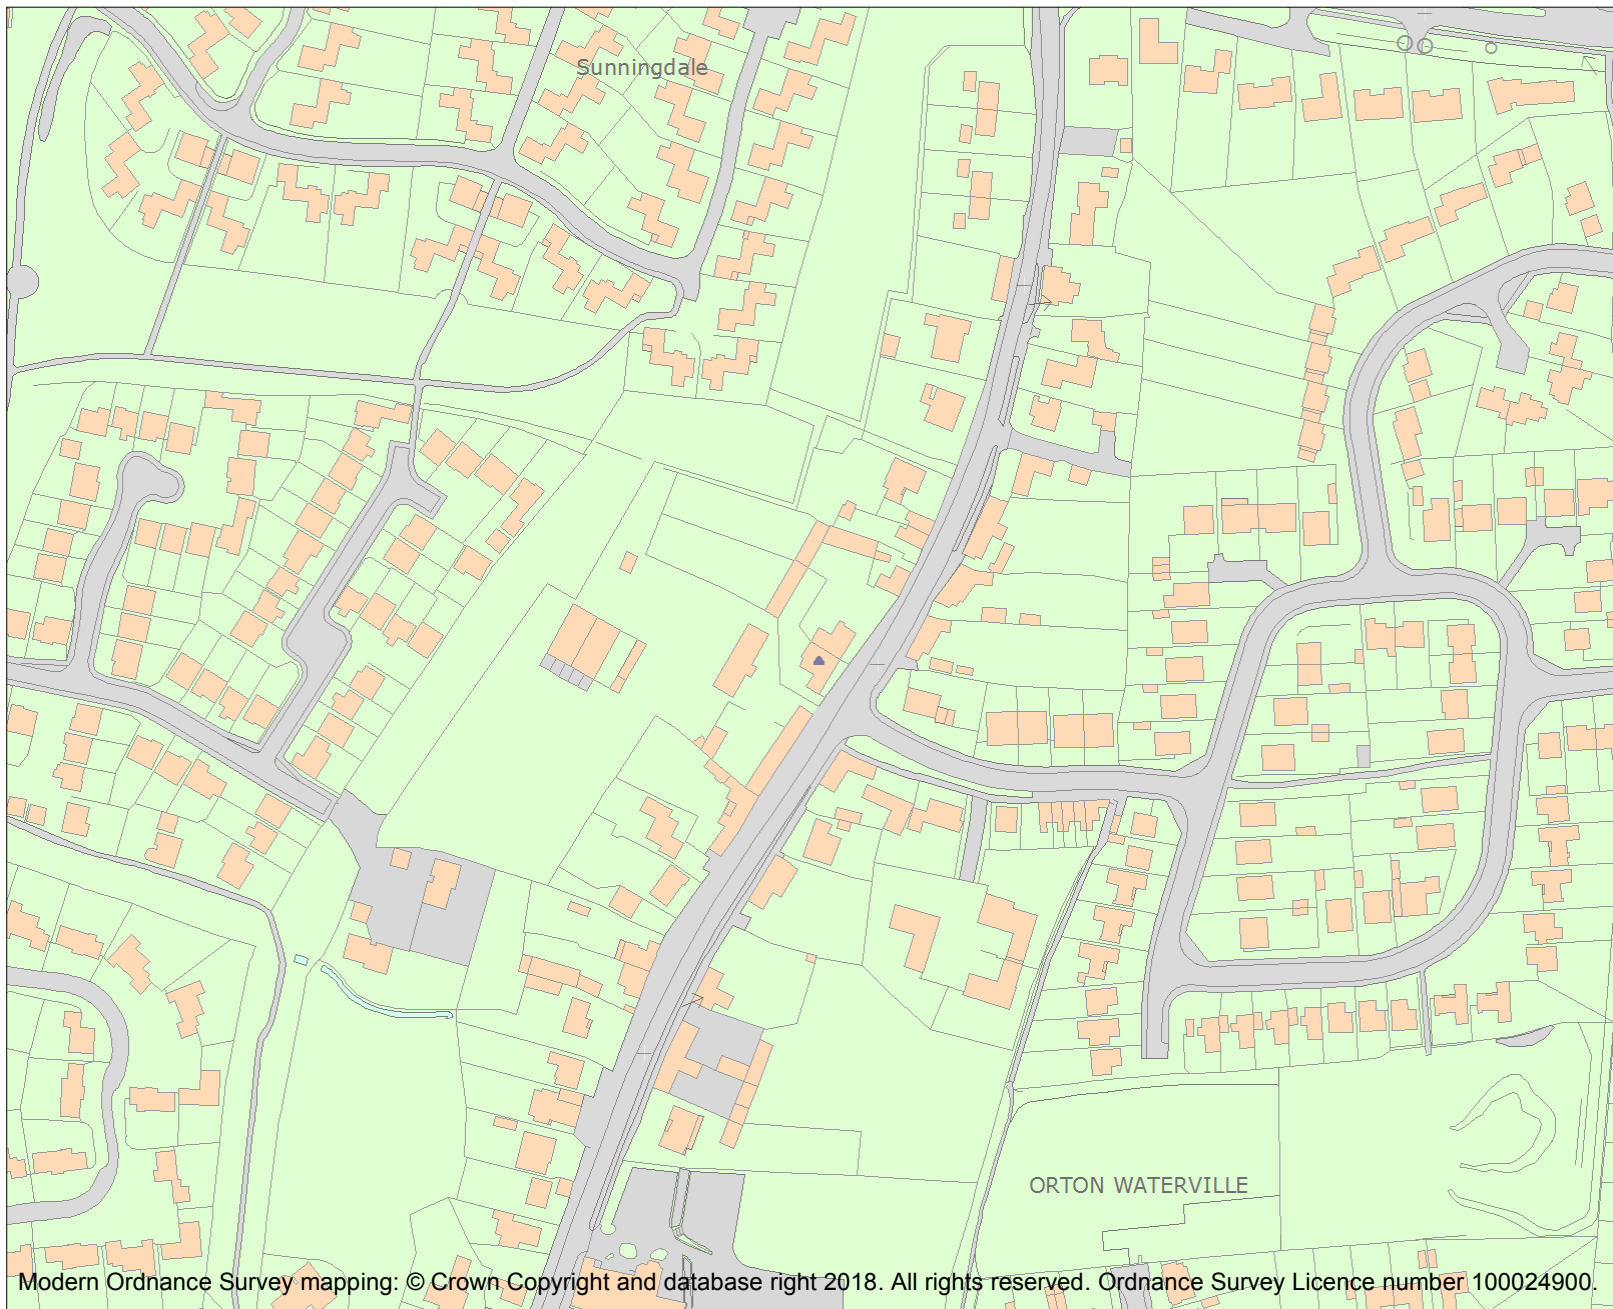 Sunningdale
ORTON WATERVILLE
Modern Ordnance Survey mapping: © Crown Copyright and database right 2018. All rights reserved. Ordnance Survey Licence number 100024900.